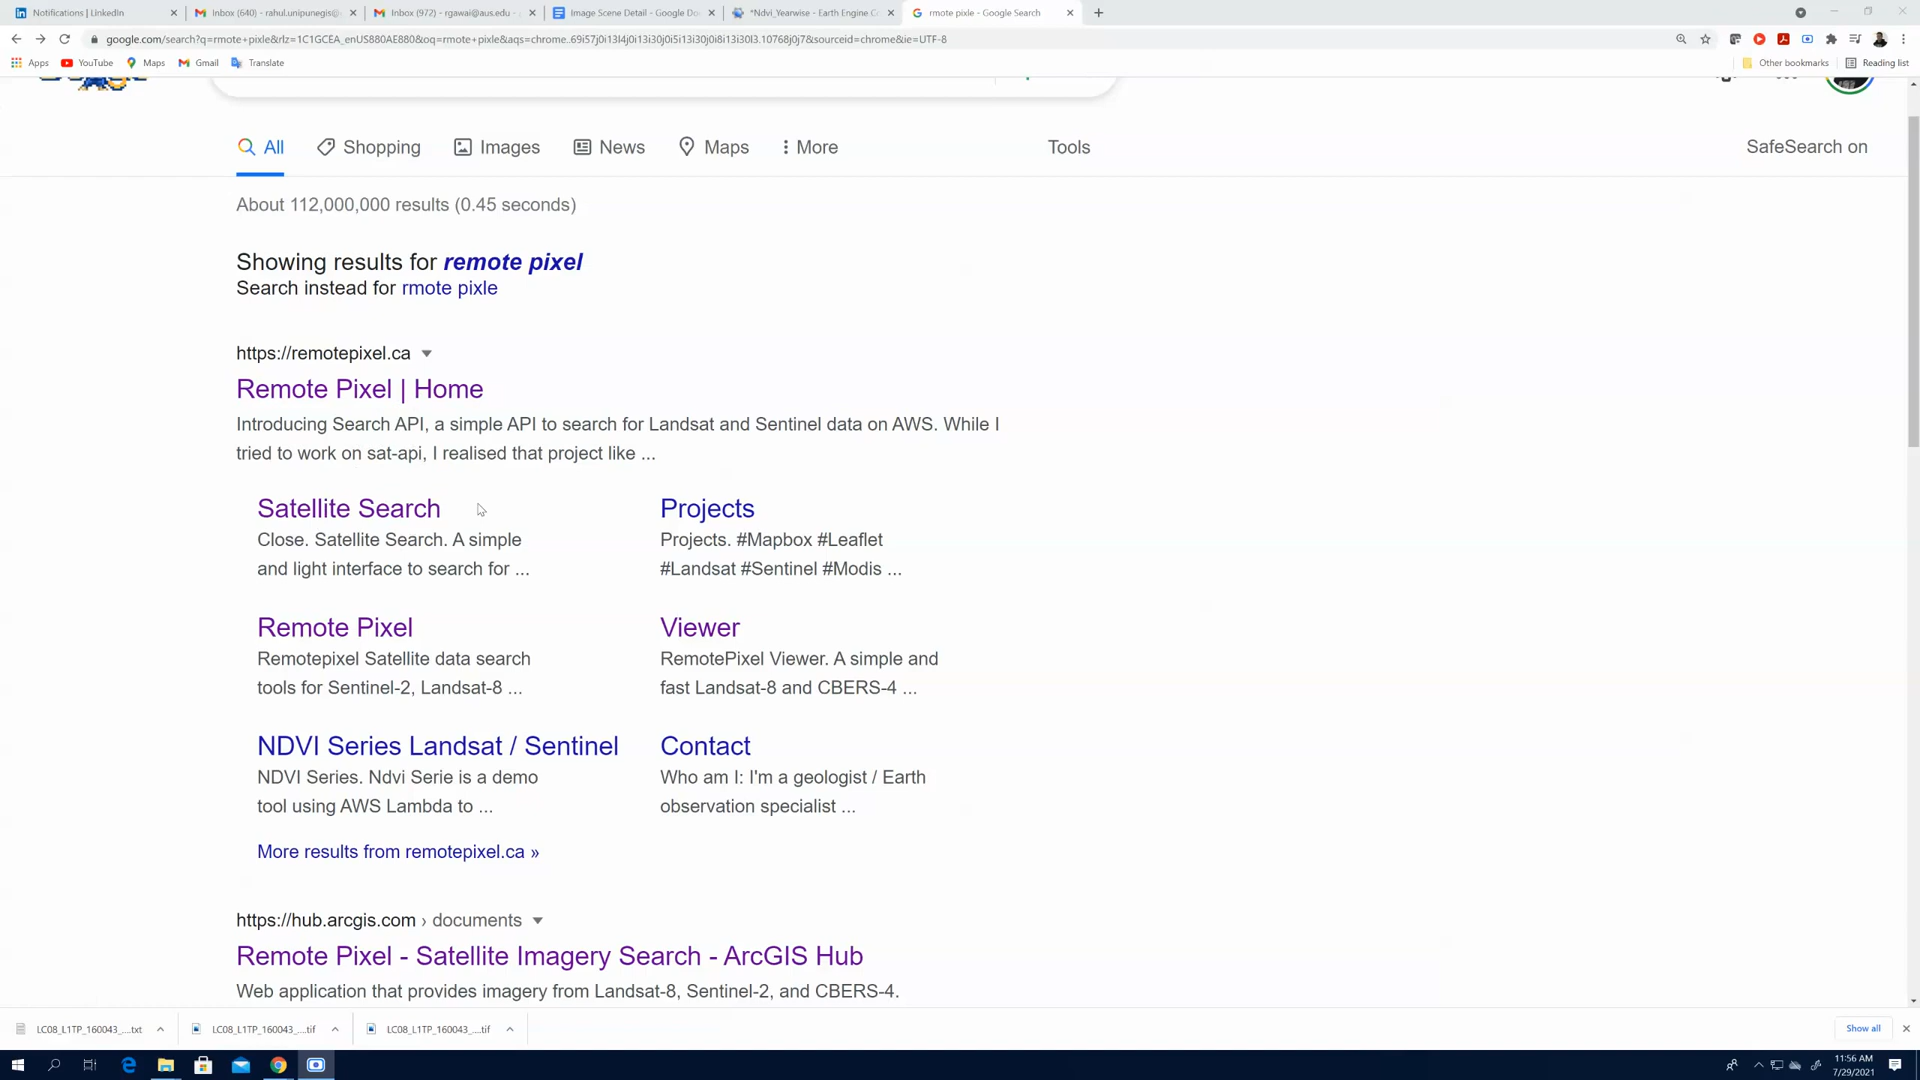 Notifications | LinkedIn
Inbox (640) - rahul.unipunegis@
Inbox (972) - rgawai@aus.edu -
Image Scene Detail - Google Do
*Ndvi_Yearwise - Earth Engine C
rmote pixle - Google Search
google.com/search?q=rmote+pixle&rlz=1C1GCEA_enUS880AE880&oq=rmote+pixle&aqs=chrome..69i57j0i13l4j0i13i30j0i5i13i30j0i8i13i30l3.10768j0j7&sourceid=chrome&ie=UTF-8
Apps YouTube Maps Gmail Translate Other bookmarks Reading list
All Shopping Images News Maps More Tools SafeSearch on
About 112,000,000 results (0.45 seconds)
Showing results for remote pixel
Search instead for rmote pixle
https://remotepixel.ca
Remote Pixel | Home
Introducing Search API, a simple API to search for Landsat and Sentinel data on AWS. While I
tried to work on sat-api, I realised that project like ...
Satellite Search
Close. Satellite Search. A simple
and light interface to search for ...
Projects
Projects. #Mapbox #Leaflet
#Landsat #Sentinel #Modis ...
Remote Pixel
Remotepixel Satellite data search
tools for Sentinel-2, Landsat-8 ...
Viewer
RemotePixel Viewer. A simple and
fast Landsat-8 and CBERS-4 ...
NDVI Series Landsat / Sentinel
NDVI Series. Ndvi Serie is a demo
tool using AWS Lambda to ...
Contact
Who am I: I'm a geologist / Earth
observation specialist ...
More results from remotepixel.ca »
https://hub.arcgis.com › documents
Remote Pixel - Satellite Imagery Search - ArcGIS Hub
Web application that provides imagery from Landsat-8, Sentinel-2, and CBERS-4.
LC08_L1TP_160043_....txt
LC08_L1TP_160043_....tif
LC08_L1TP_160043_....tif
Show all
11:56 AM
7/29/2021